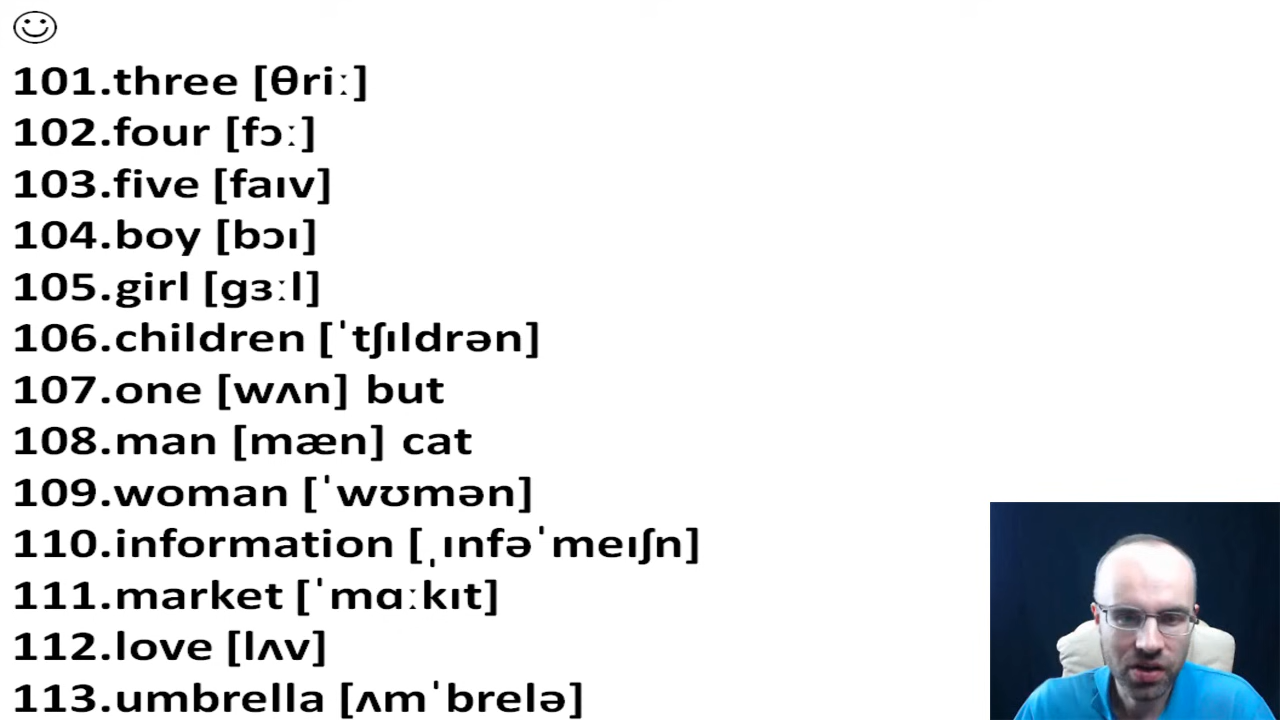 101.three [θriː]
102.four [fɔː]
103.five [faɪv]
104.boy [bɔɪ]
105.girl [gɜːl]
106.children [ˈtʃɪldrən]
107.one [wʌn] but
108.man [mæn] cat
109.woman [ˈwʊmən]
110.information [ˌɪnfəˈmeɪʃn]
111.market [ˈmɑːkɪt]
112.love [lʌv]
113.umbrella [ʌmˈbrelə]